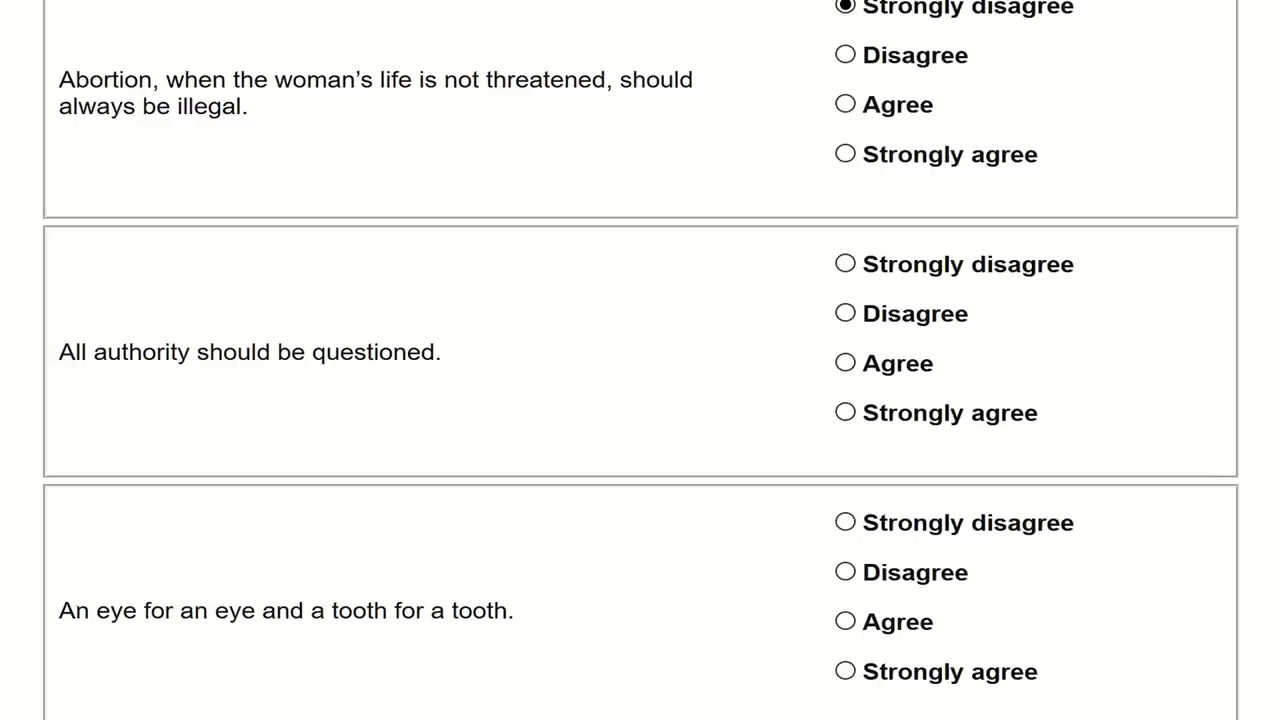 Strongly disagree
Disagree
Abortion, when the woman’s life is not threatened, should
always be illegal.
Agree
Strongly agree
Strongly disagree
Disagree
All authority should be questioned.
Agree
Strongly agree
Strongly disagree
Disagree
An eye for an eye and a tooth for a tooth.
Agree
Strongly agree